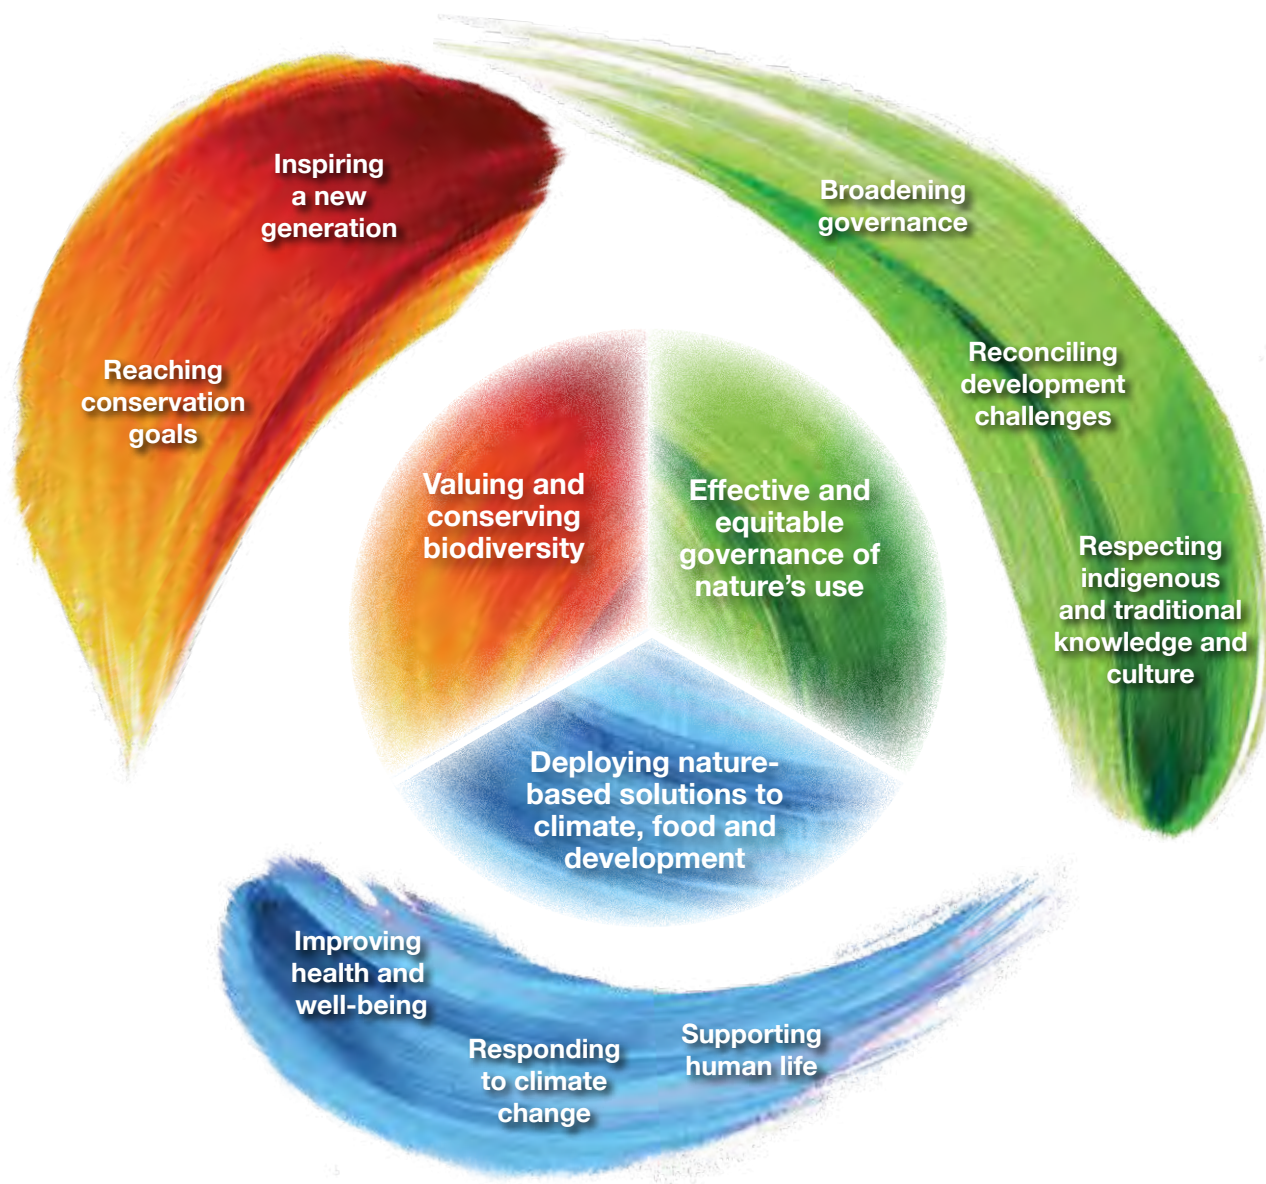 Inspiring
a new
generation
Reaching
conservation
goals
Broadening
governance
Reconciling
development
challenges
Respecting
indigenous
and traditional
knowledge and
culture
Valuing and
conserving
biodiversity
Effective and
equitable
governance of
nature’s use
Deploying nature-
based solutions to
climate, food and
development
Improving
health and
well-being
Responding
to climate
change
Supporting
human life